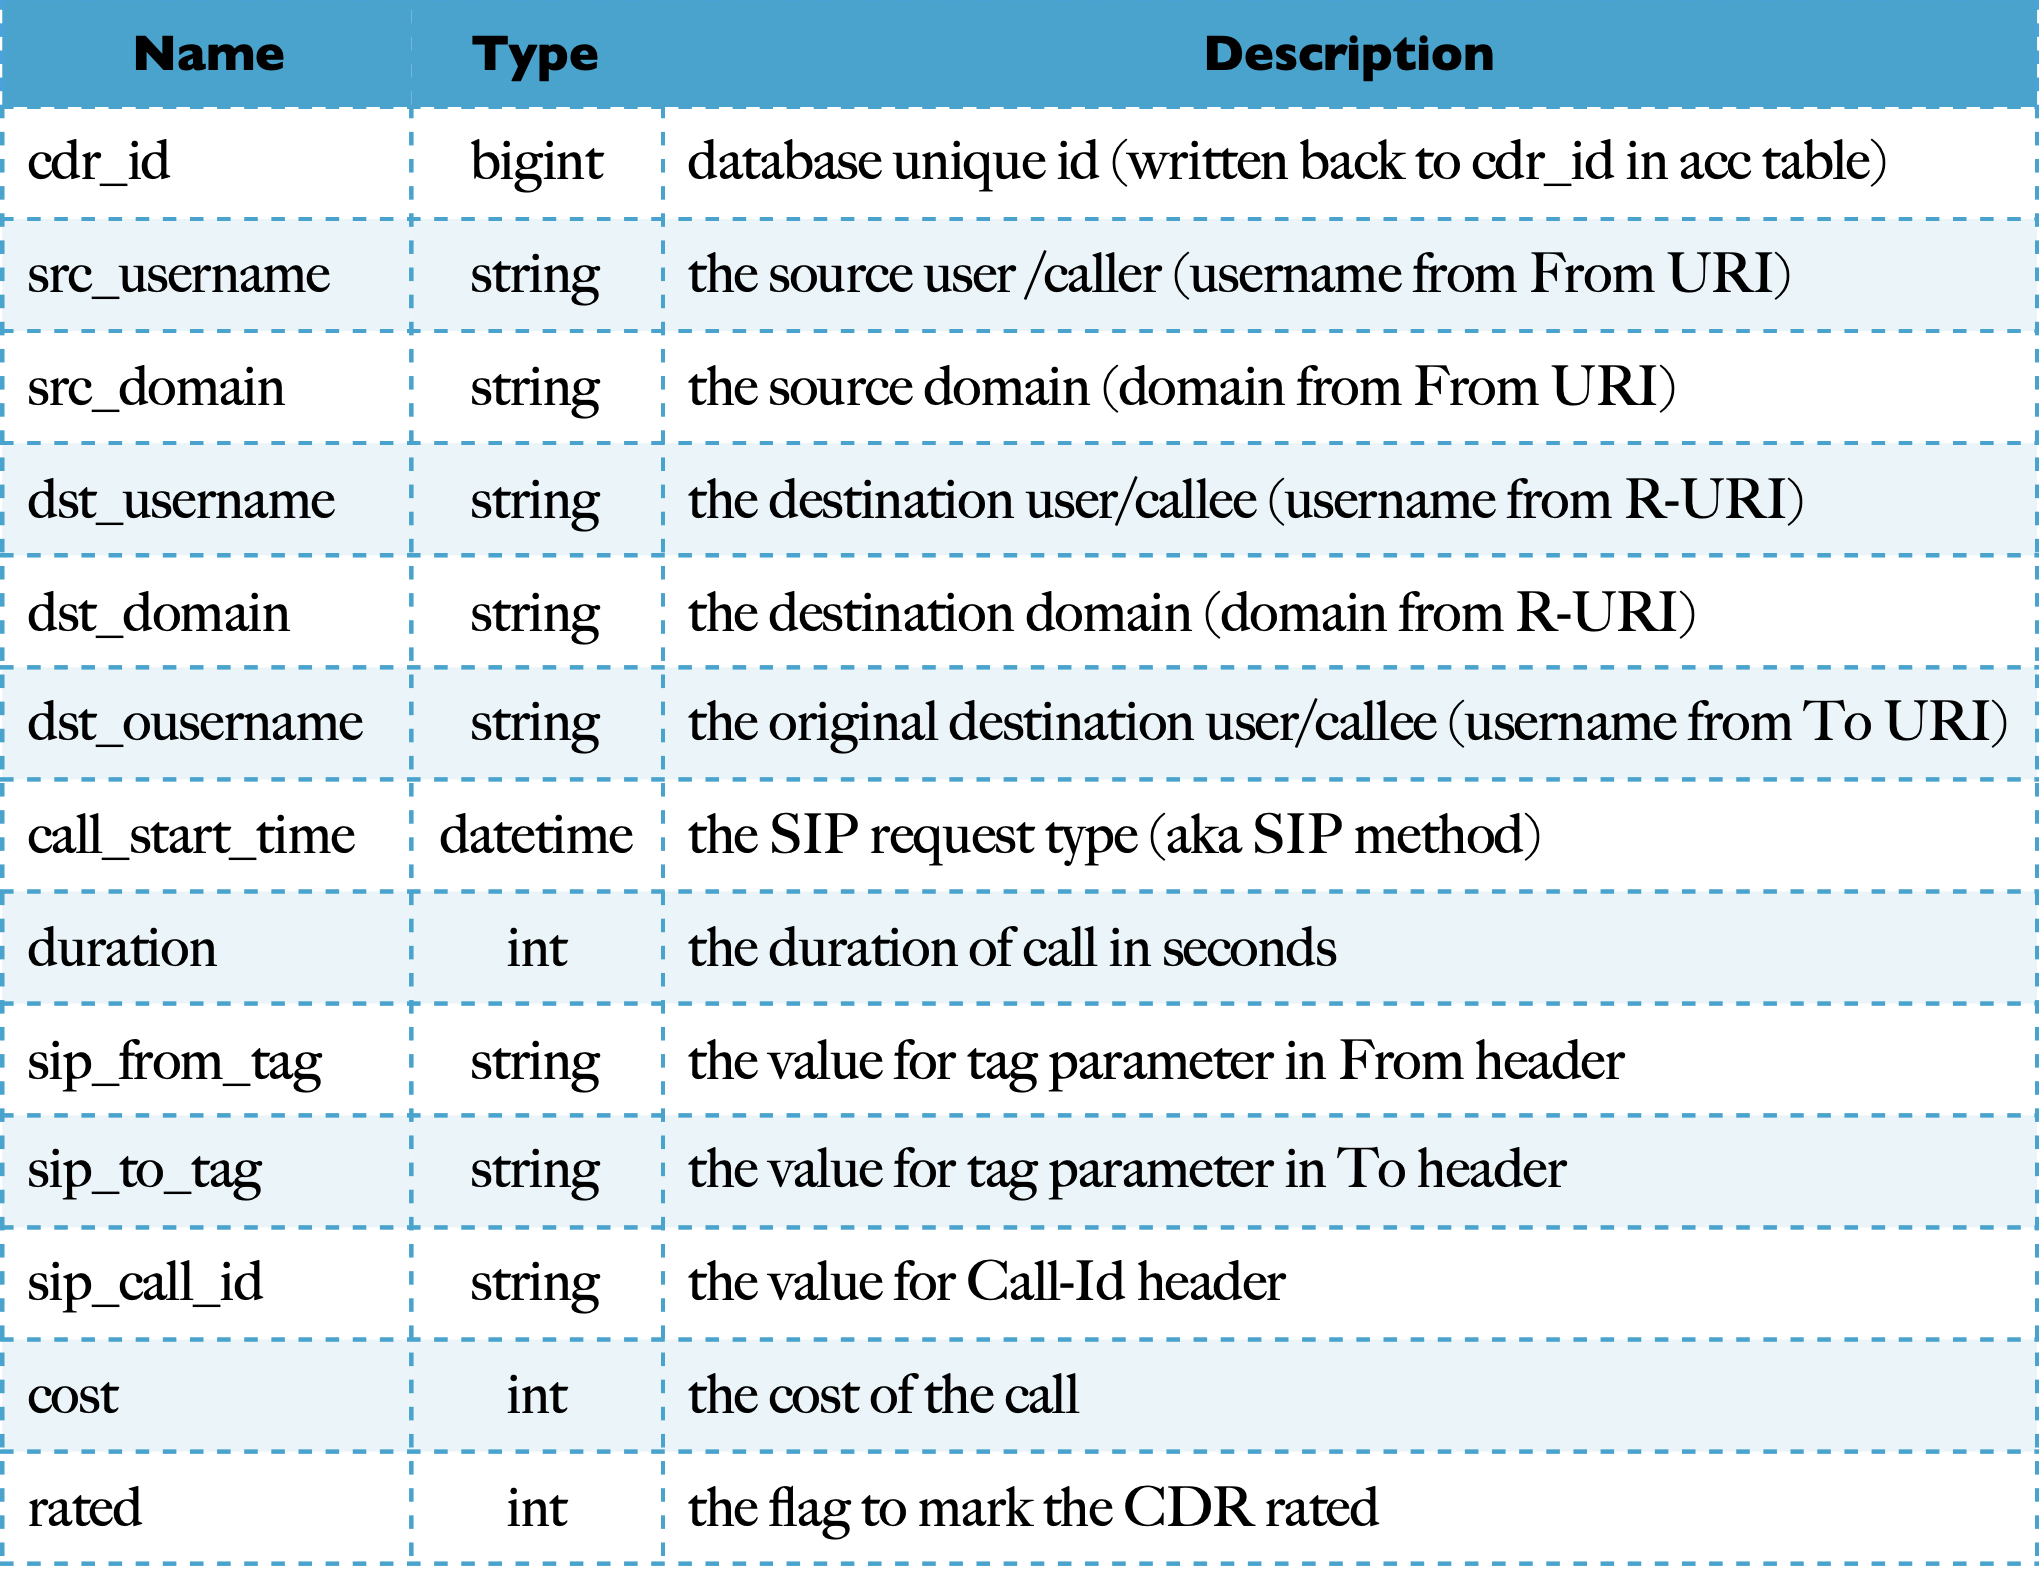 Name Type Description
cdr_id bigint database unique id (written back to cdr_id in acc table)
src_username string the source user /caller (username from From URI)
src_domain string the source domain (domain from From URI)
dst_username string the destination user/callee (username from R-URI)
dst_domain string the destination domain (domain from R-URI)
dst_ousername string the original destination user/callee (username from To URI)
call_start_time datetime the SIP request type (aka SIP method)
duration int the duration of call in seconds
sip_from_tag string the value for tag parameter in From header
sip_to_tag string the value for tag parameter in To header
sip_call_id string the value for Call-Id header
cost int the cost of the call
rated int the flag to mark the CDR rated